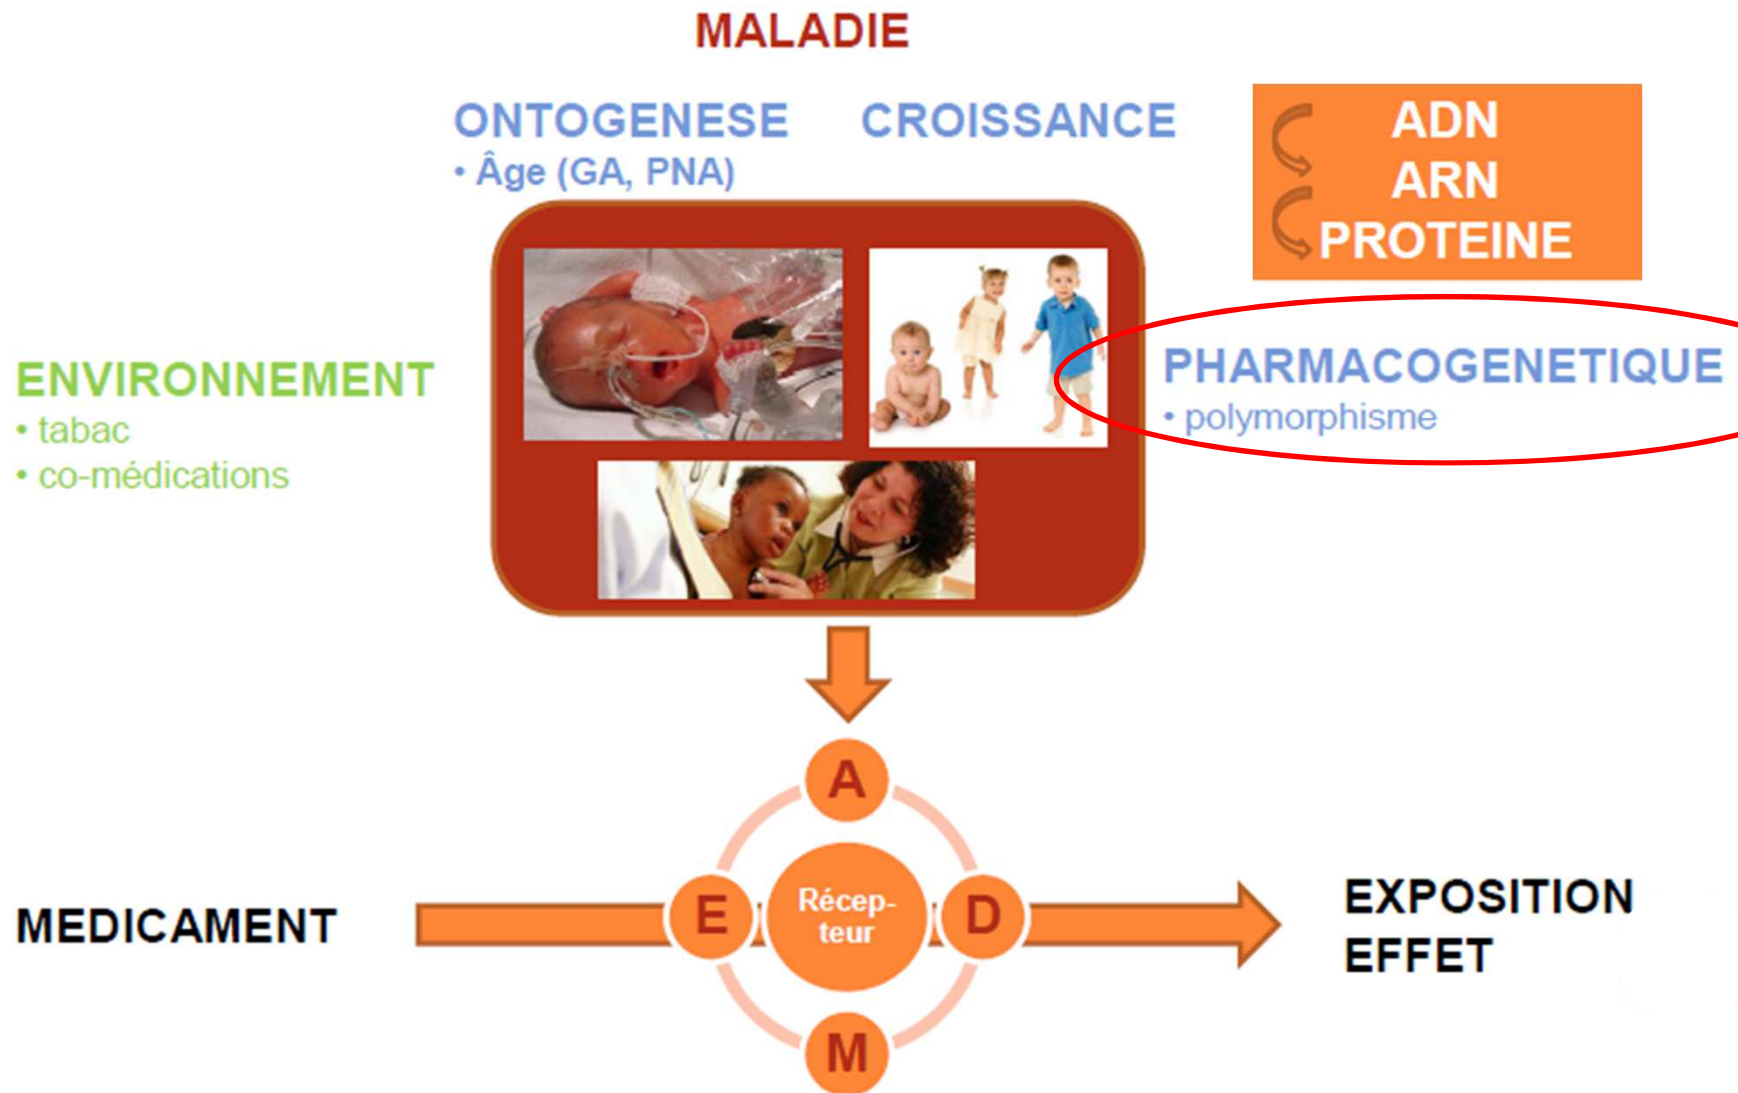 MALADIE
ONTOGENESE
• Âge (GA, PNA)
CROISSANCE
ADN
ARN
PROTEINE
ENVIRONNEMENT
• tabac
• co-médications
PHARMACOGENETIQUE
• polymorphisme
A
MEDICAMENT
E
Récep-
teur
D
EXPOSITION
EFFET
M